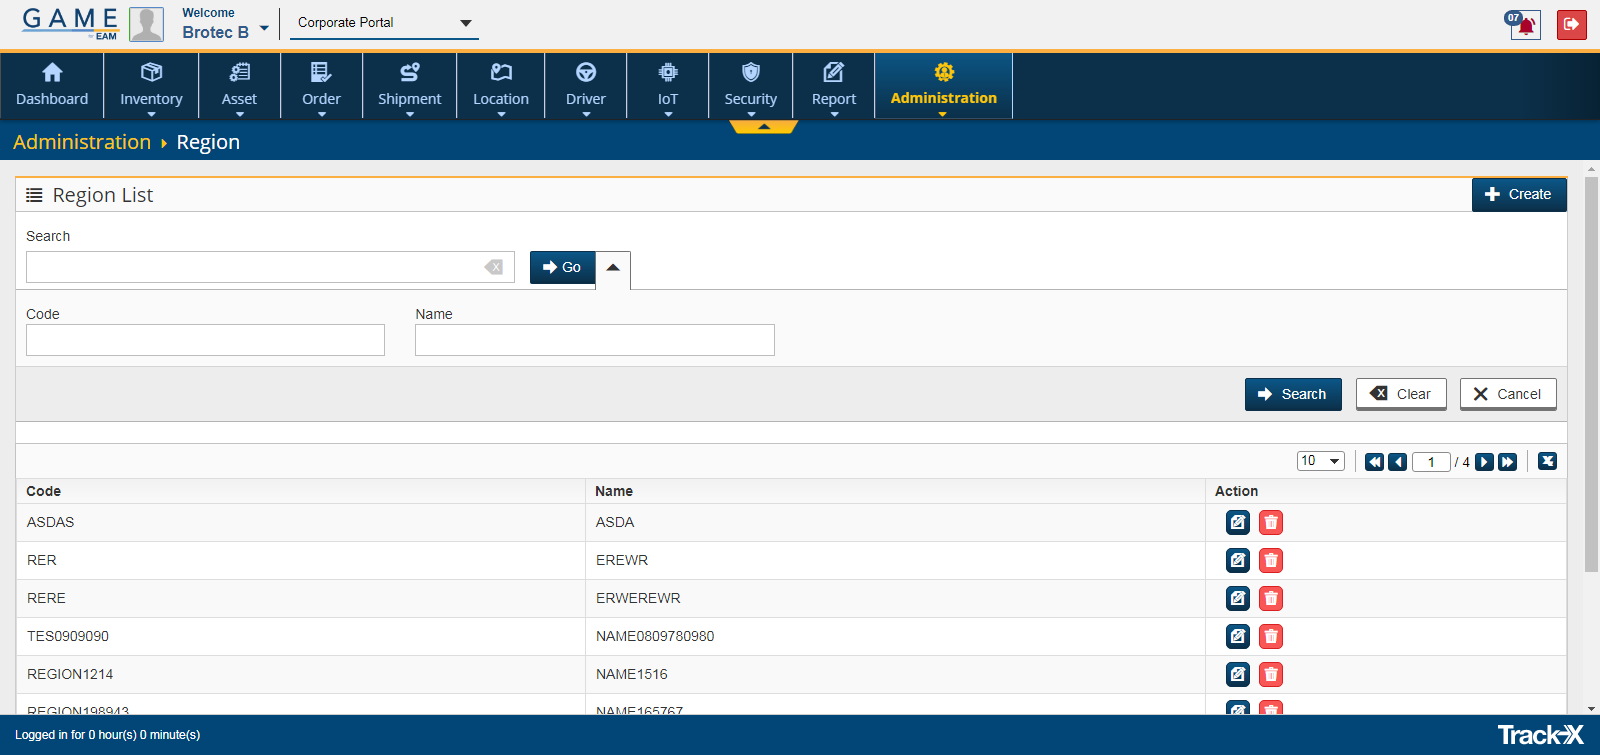 GAME
by EAM
Welcome
Brotec B
Corporate Portal
07
Dashboard
Inventory
Asset
Order
Shipment
Location
Driver
IoT
Security
Report
Administration
Administration Region
Region List
Create
Search
Go
Code
Name
Search
Clear
Cancel
10
1 / 4
Code Name Action
ASDAS ASDA
RER EREWR
RERE ERWEREWR
TES0909090 NAME0809780980
REGION1214 NAME1516
REGION198943 NAME165767
Logged in for 0 hour(s) 0 minute(s)
Track-X